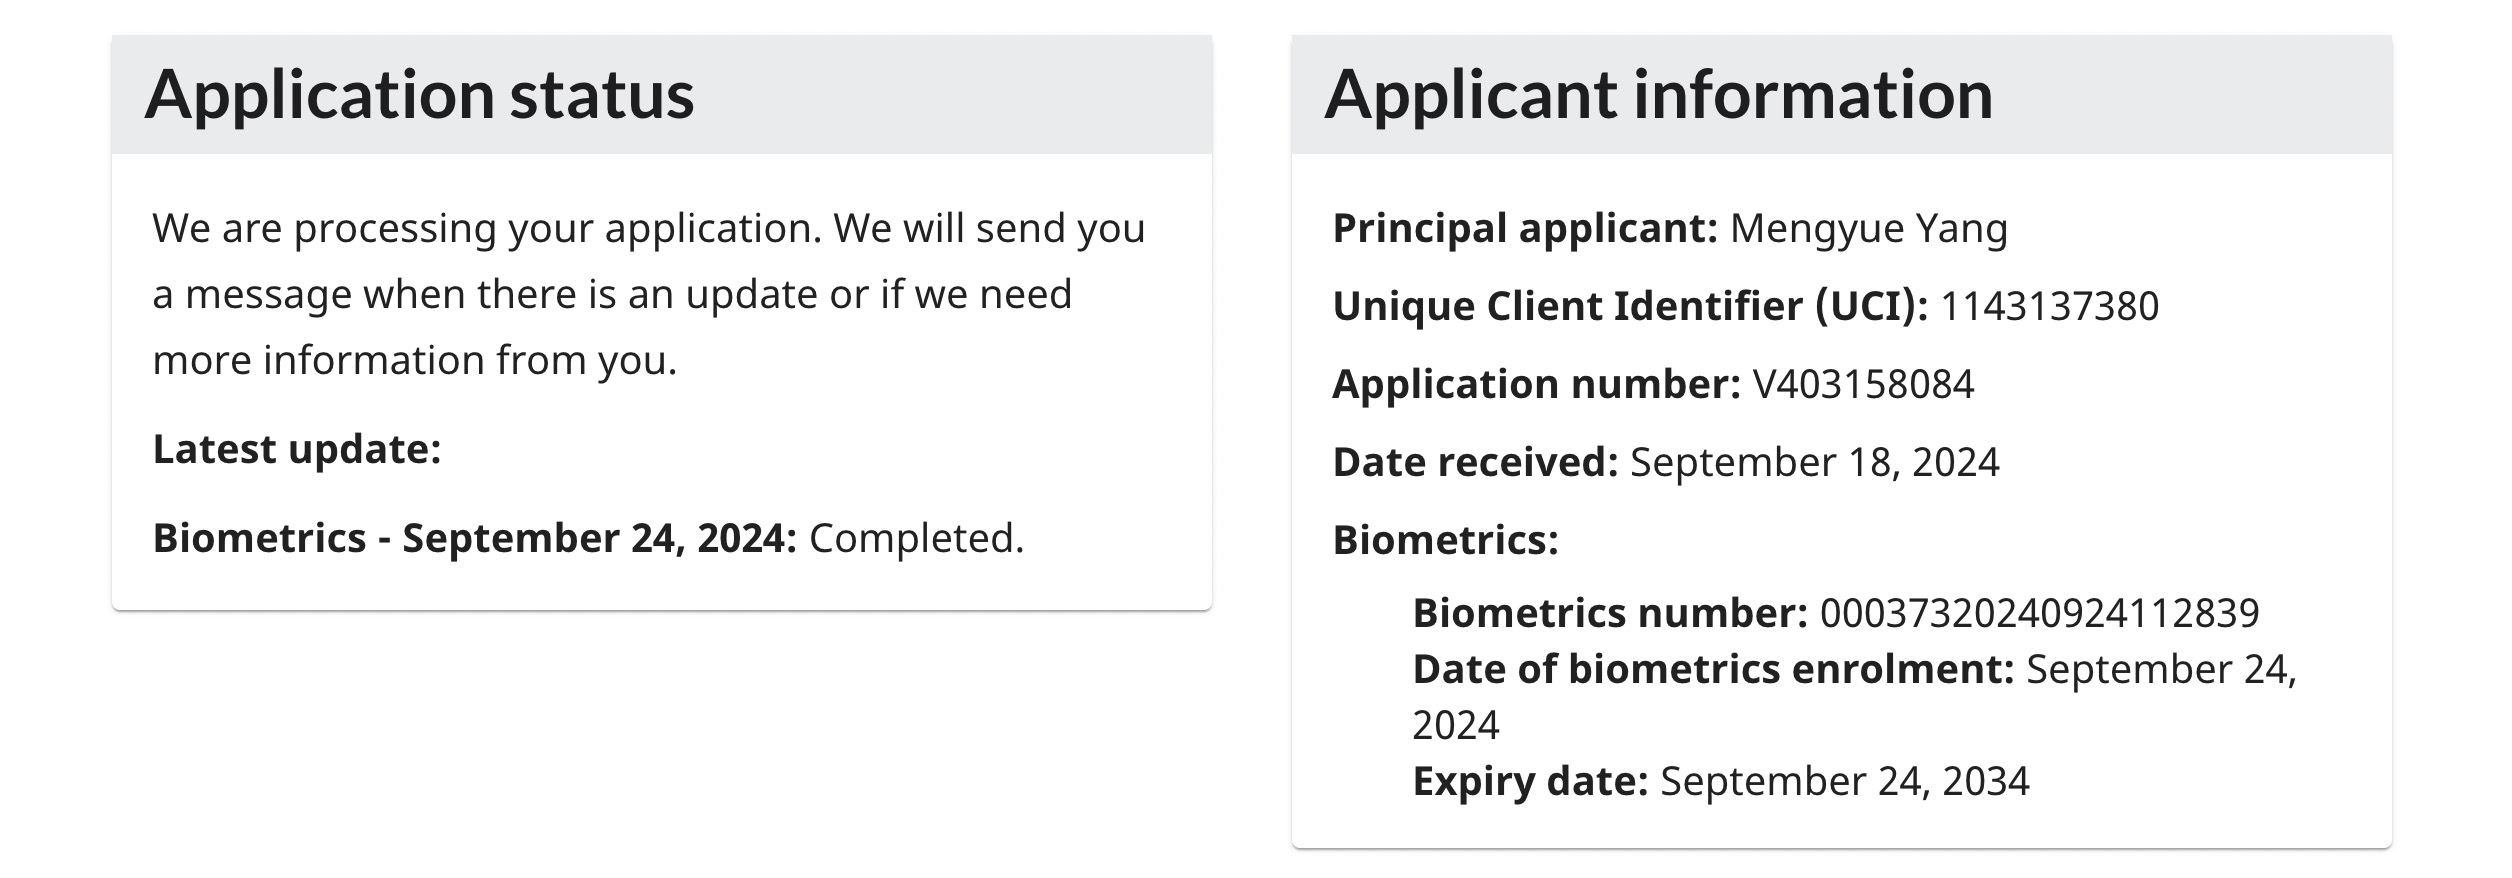 Application status
We are processing your application. We will send you
a message when there is an update or if we need
more information from you.
Latest update:
Biometrics - September 24, 2024: Completed.
Applicant information
Principal applicant: Mengyue Yang
Unique Client Identifier (UCI): 1143137380
Application number: V403158084
Date received: September 18, 2024
Biometrics:
Biometrics number: 00037320240924112839
Date of biometrics enrolment: September 24,
2024
Expiry date: September 24, 2034